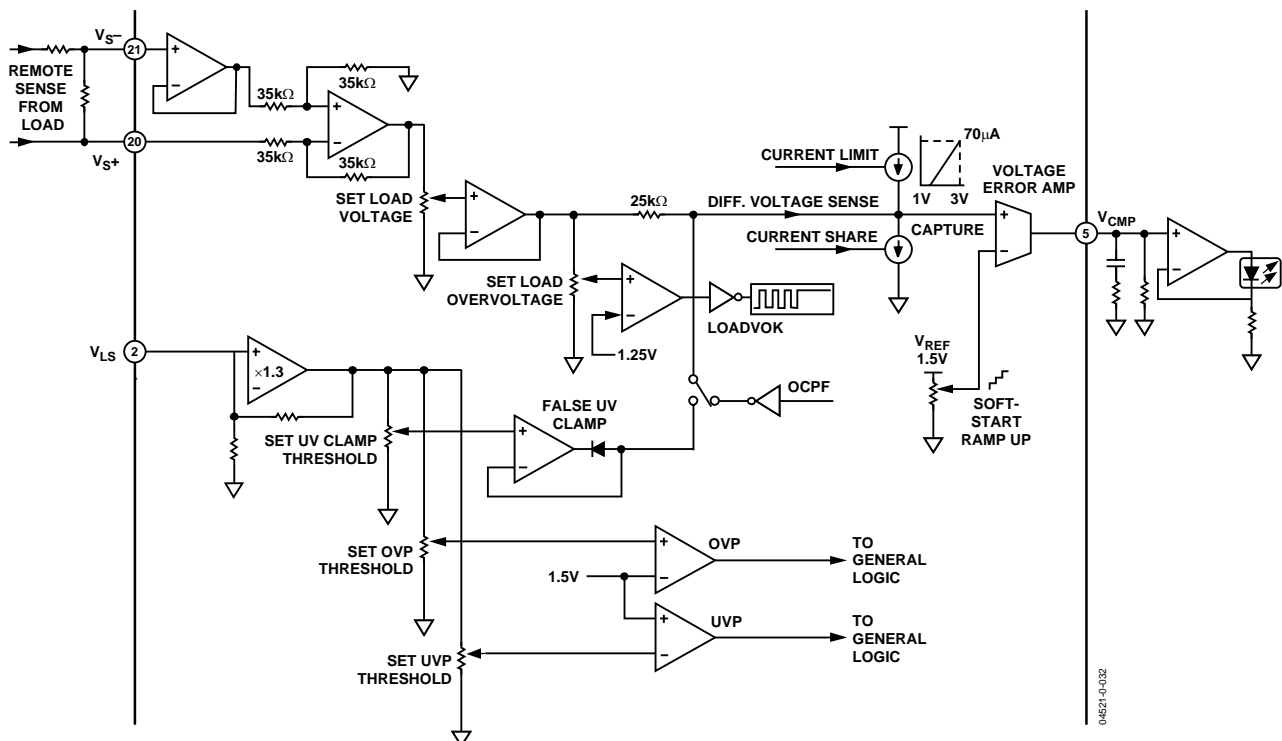 VS−
21
REMOTE
SENSE
FROM
LOAD
20
VS+
35kΩ
35kΩ
35kΩ
35kΩ
+
−
+
−
SET LOAD
VOLTAGE
+
−
25kΩ
DIFF. VOLTAGE SENSE
CURRENT LIMIT
70μA
1V 3V
VOLTAGE
ERROR AMP
CURRENT SHARE
CAPTURE
+
−
5
VCMP
+
−
SET LOAD
OVERVOLTAGE
+
−
1.25V
LOADVOK
VREF
1.5V
SOFT-
START
RAMP UP
OCPF
VLS
2
+
×1.3
−
SET UV CLAMP
THRESHOLD
FALSE UV
CLAMP
+
−
SET OVP
THRESHOLD
1.5V
+
−
OVP
TO
GENERAL
LOGIC
+
−
UVP
TO
GENERAL
LOGIC
SET UVP
THRESHOLD
04521-0-032